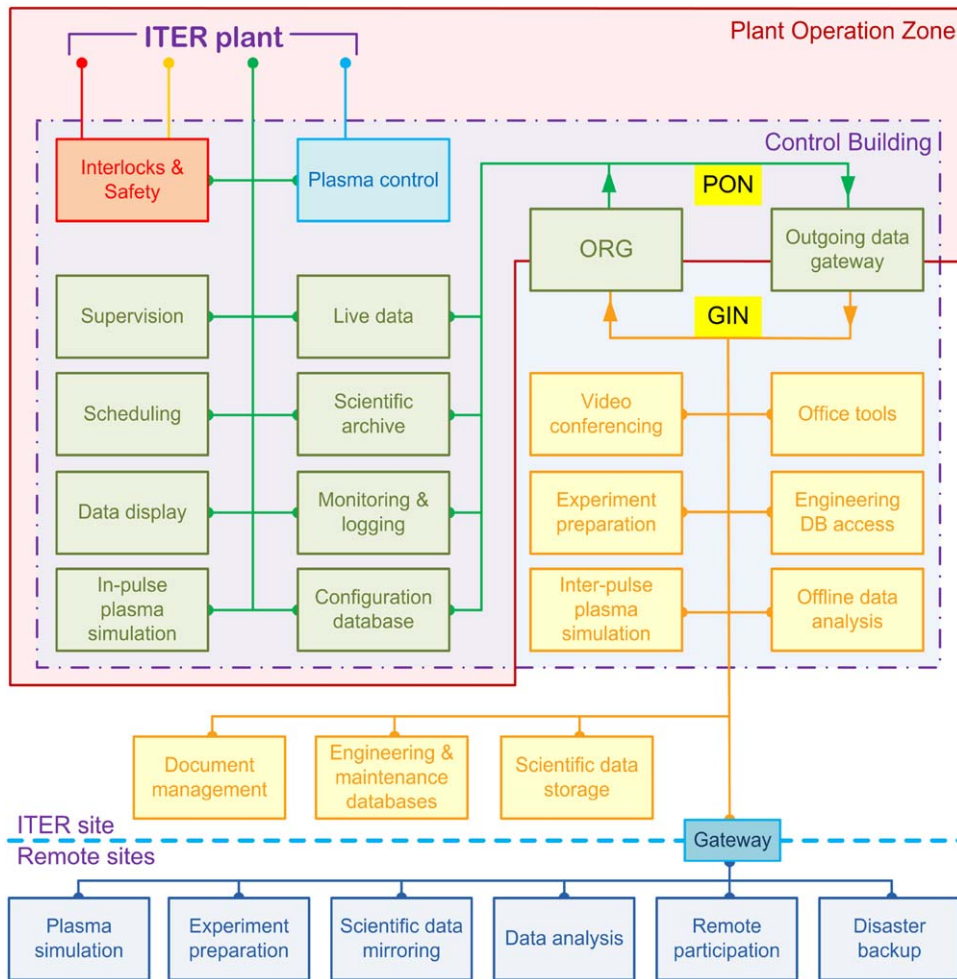 ITER plant
Plant Operation Zone
Control Building
Interlocks &
Safety
Plasma control
PON
ORG
Outgoing data
gateway
GIN
Supervision
Live data
Scheduling
Scientific
archive
Data display
Monitoring &
logging
In-pulse
plasma
simulation
Configuration
database
Video
conferencing
Office tools
Experiment
preparation
Engineering
DB access
Inter-pulse
plasma
simulation
Offline data
analysis
Document
management
Engineering &
maintenance
databases
Scientific data
storage
ITER site
Gateway
Remote sites
Plasma
simulation
Experiment
preparation
Scientific data
mirroring
Data analysis
Remote
participation
Disaster
backup